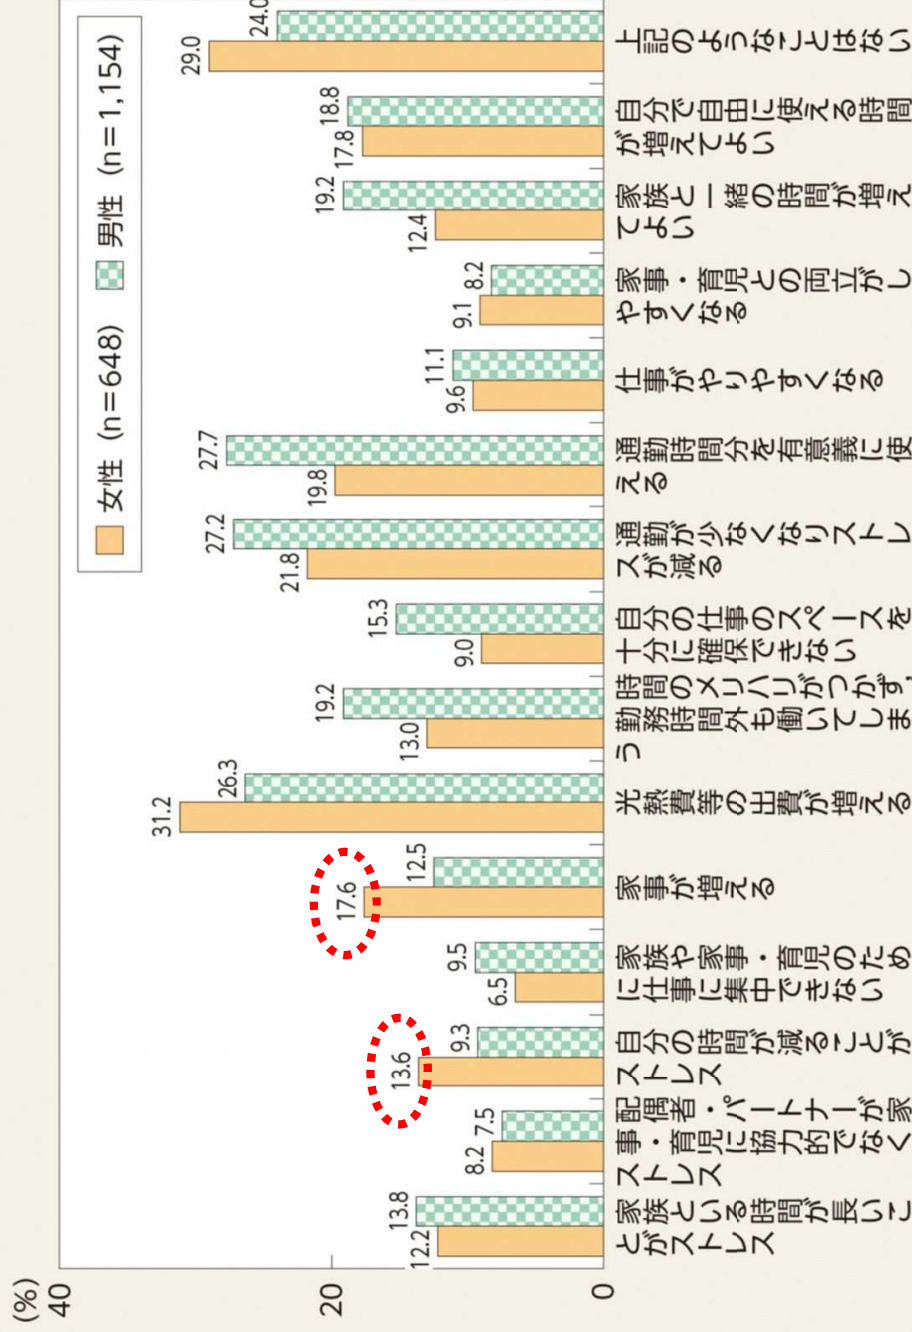 (%)
40
20
0
女性 (n=648)
男性 (n=1,154)
12.2
13.8
8.2
7.5
13.6
9.3
6.5
9.5
17.6
12.5
31.2
26.3
13.0
19.2
9.0
15.3
21.8
27.2
19.8
27.7
9.6
11.1
9.1
8.2
12.4
19.2
17.8
18.8
29.0
24.0
家族といる時間が長いこ
とがストレス
配偶者・パートナーが家
事・育児に協力的でなく
ストレス
自分の時間が減ることが
ストレス
家族や家事・育児のため
に仕事に集中できない
家事が増える
光熱費等の出費が増える
時間のメリハリがつかず,
勤務時間外も働いてしま
う
自分の仕事のスペースを
十分に確保できない
通勤が少なくなりストレ
スが減る
通勤時間分を有意義に使
える
仕事がやりやすくなる
家事・育児との両立がし
やすくなる
家族と一緒の時間が増え
てよい
自分で自由に使える時間
が増えてよい
上記のようなことはない